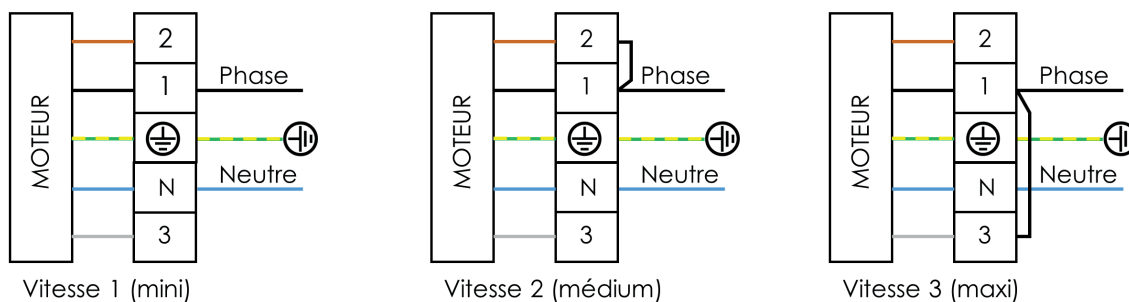 MOTEUR
2
1
N
3
Phase
Neutre
Vitesse 1 (mini)
MOTEUR
2
1
N
3
Phase
Neutre
Vitesse 2 (médium)
MOTEUR
2
1
N
3
Phase
Neutre
Vitesse 3 (maxi)